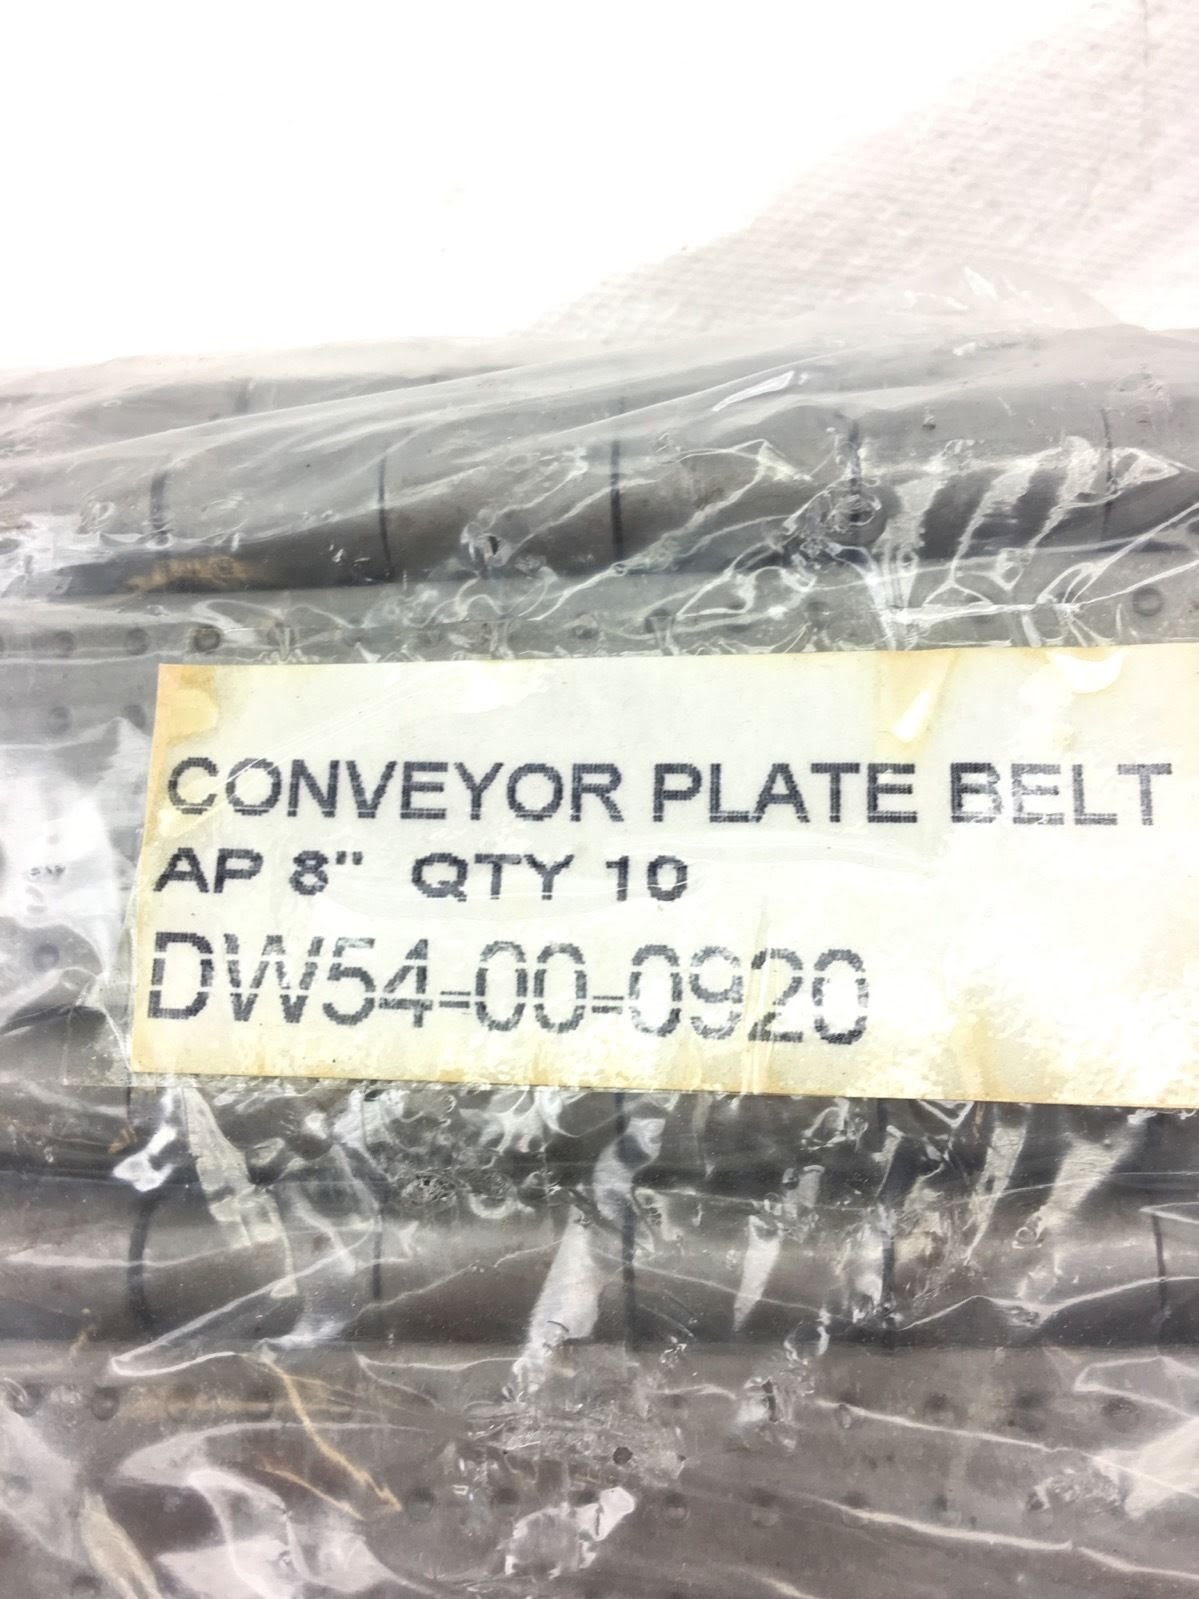 CONVEYOR PLATE BELT
AP 8" QTY 10
DW54-00-0920